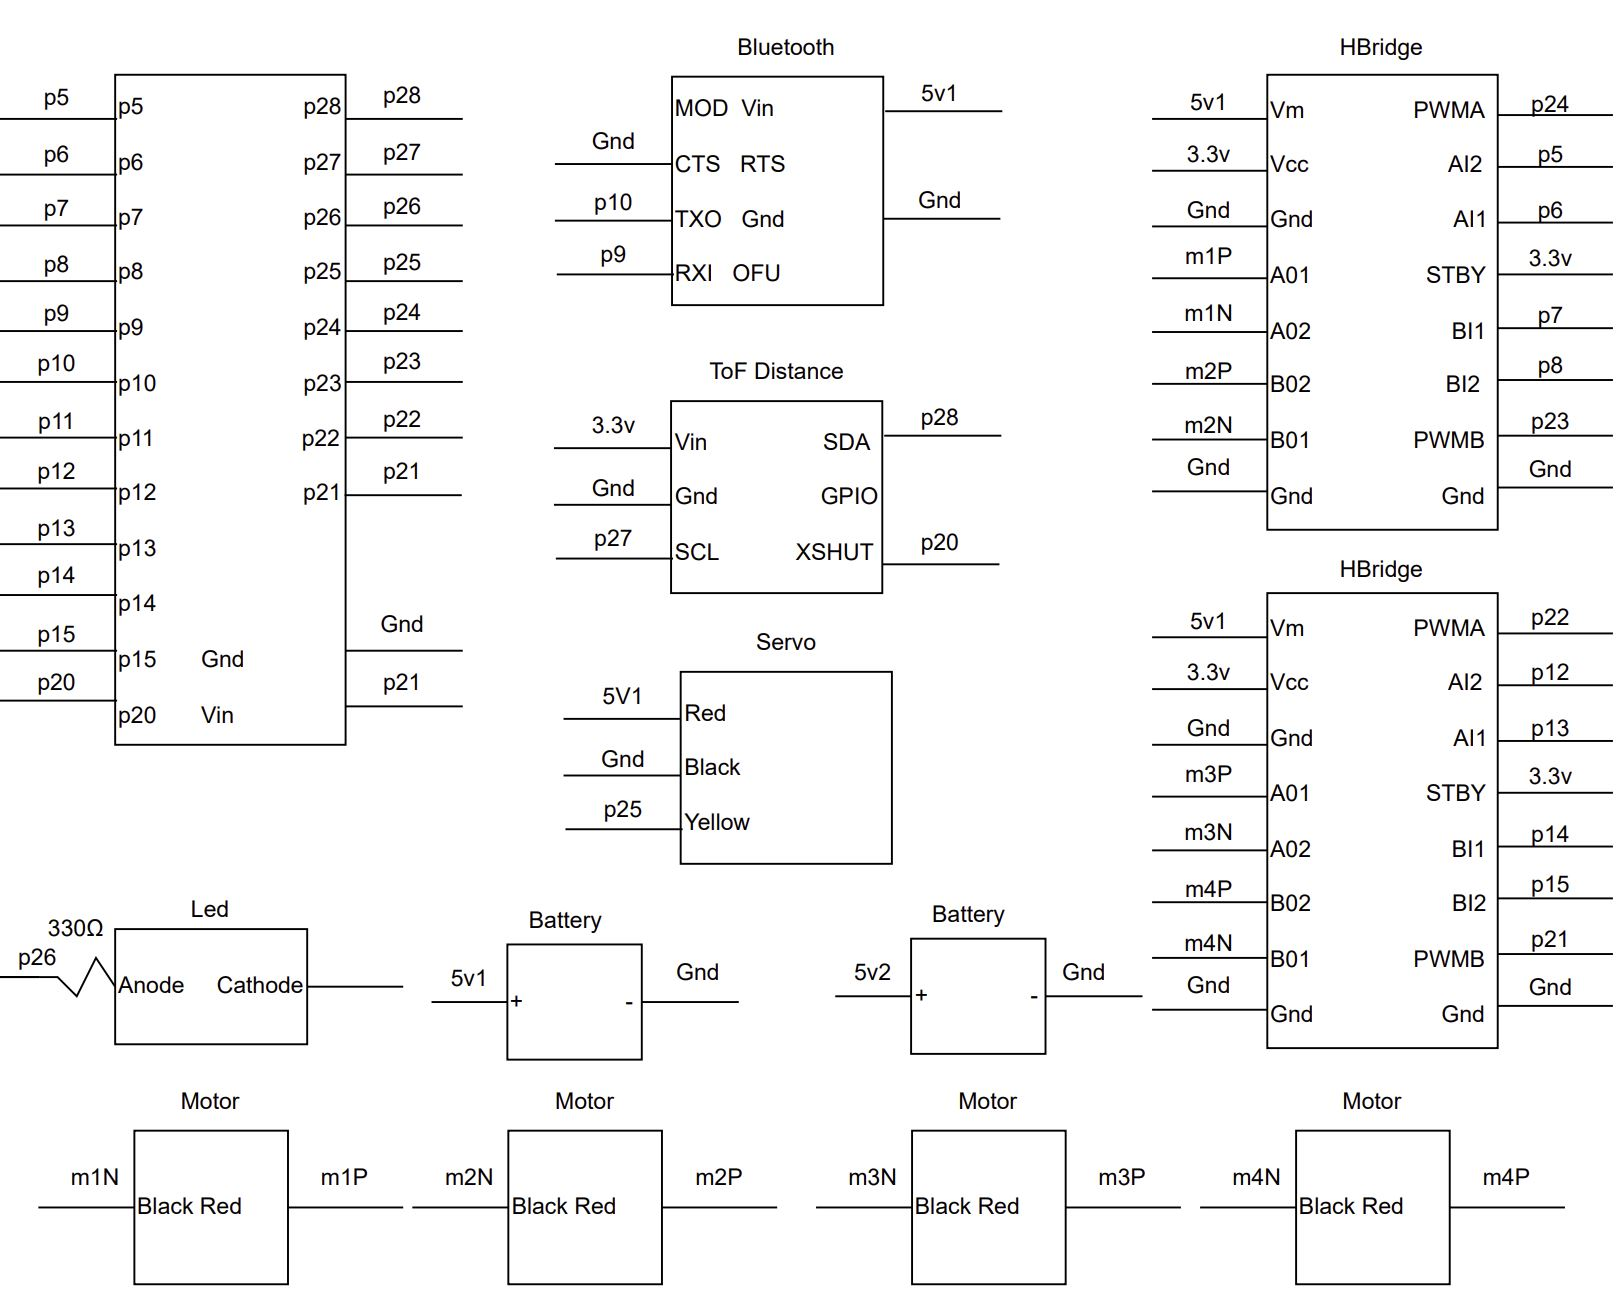 p5 p5 p28 p28
p6 p6 p27 p27
p7 p7 p26 p26
p8 p8 p25 p25
p9 p9 p24 p24
p10 p10 p23 p23
p11 p11 p22 p22
p12 p12 p21 p21
p13 p13
p14 p14
Gnd
p15 p15 Gnd
p20 p21
p20 Vin
Bluetooth
MOD Vin 5v1
Gnd CTS RTS
p10 TXO Gnd Gnd
p9 RXI OFU
ToF Distance
3.3v Vin SDA p28
Gnd Gnd GPIO
p27 SCL XSHUT p20
Servo
5V1 Red
Gnd Black
p25 Yellow
HBridge
5v1 Vm PWMA p24
3.3v Vcc AI2 p5
Gnd Gnd AI1 p6
m1P A01 STBY 3.3v
m1N A02 BI1 p7
m2P B02 BI2 p8
m2N B01 PWMB p23
Gnd Gnd Gnd Gnd
HBridge
5v1 Vm PWMA p22
3.3v Vcc AI2 p12
Gnd Gnd AI1 p13
m3P A01 STBY 3.3v
m3N A02 BI1 p14
m4P B02 BI2 p15
m4N B01 PWMB p21
Gnd Gnd Gnd Gnd
Led
330Ω
p26 Anode Cathode
Battery
5v1 + - Gnd
Battery
5v2 + - Gnd
Motor
m1N Black Red m1P
Motor
m2N Black Red m2P
Motor
m3N Black Red m3P
Motor
m4N Black Red m4P